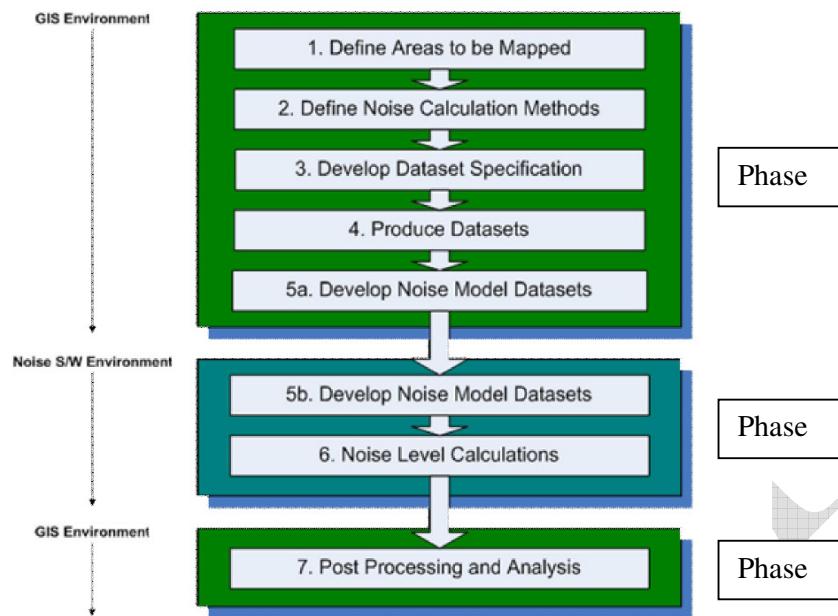 GIS Environment
1. Define Areas to be Mapped
2. Define Noise Calculation Methods
3. Develop Dataset Specification
Phase
4. Produce Datasets
5a. Develop Noise Model Datasets
Noise S/W Environment
5b. Develop Noise Model Datasets
Phase
6. Noise Level Calculations
GIS Environment
7. Post Processing and Analysis
Phase